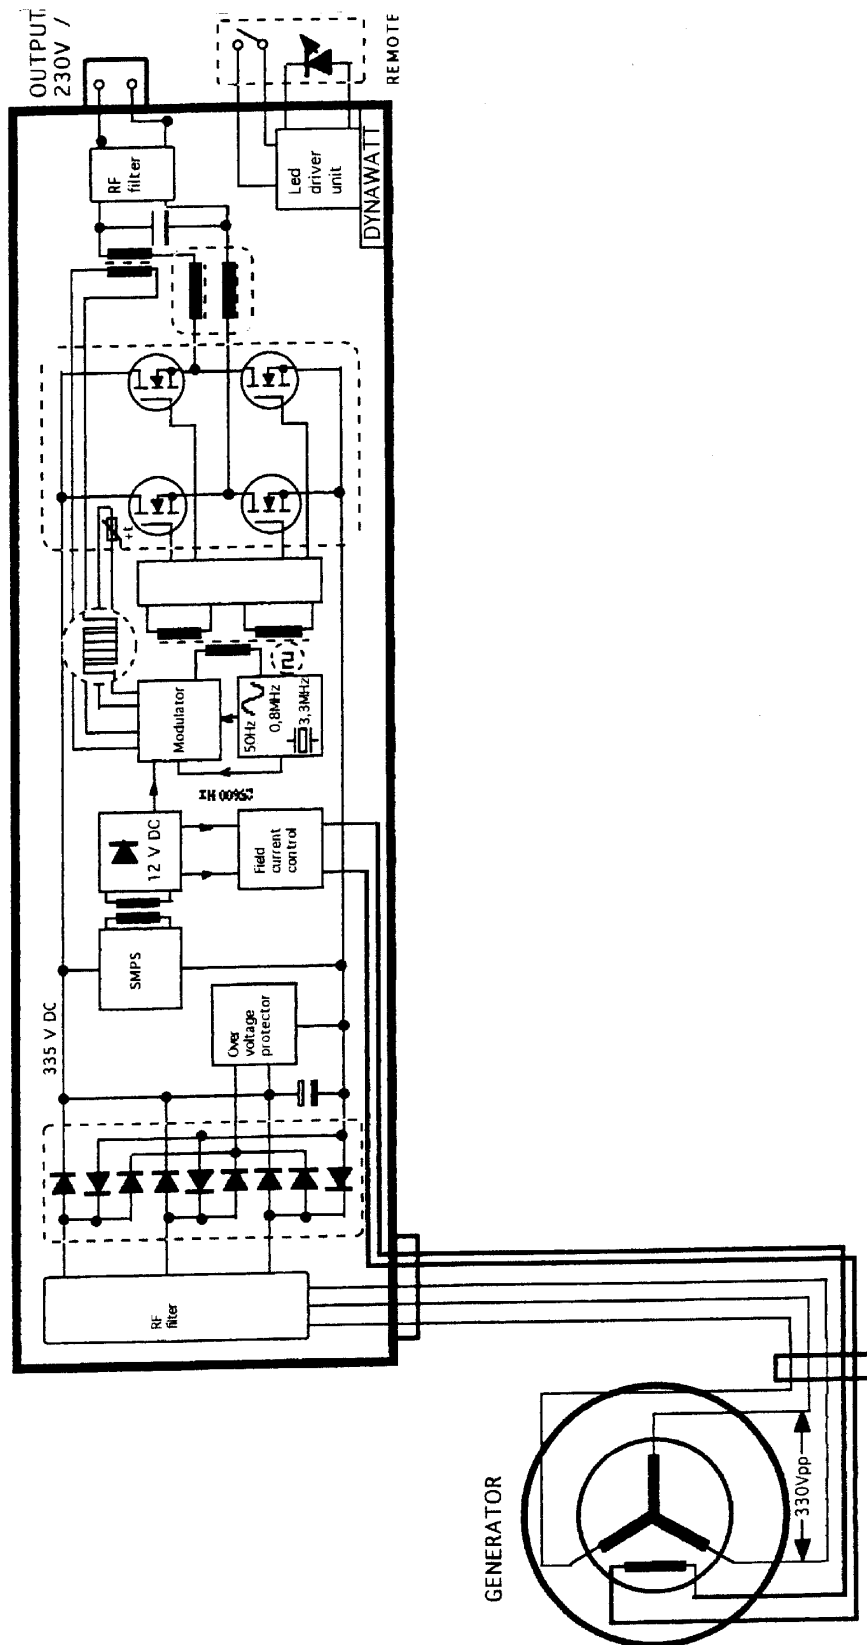 OUTPUT
230V /
REMOTE
RF
filter
Led
driver
unit
DYNAWATT
+t
Modulator
50Hz
0,8MHz
3,3MHz
12 V DC
Field
current
control
SMPS
335 V DC
Over
voltage
protector
RF
filter
GENERATOR
330Vpp